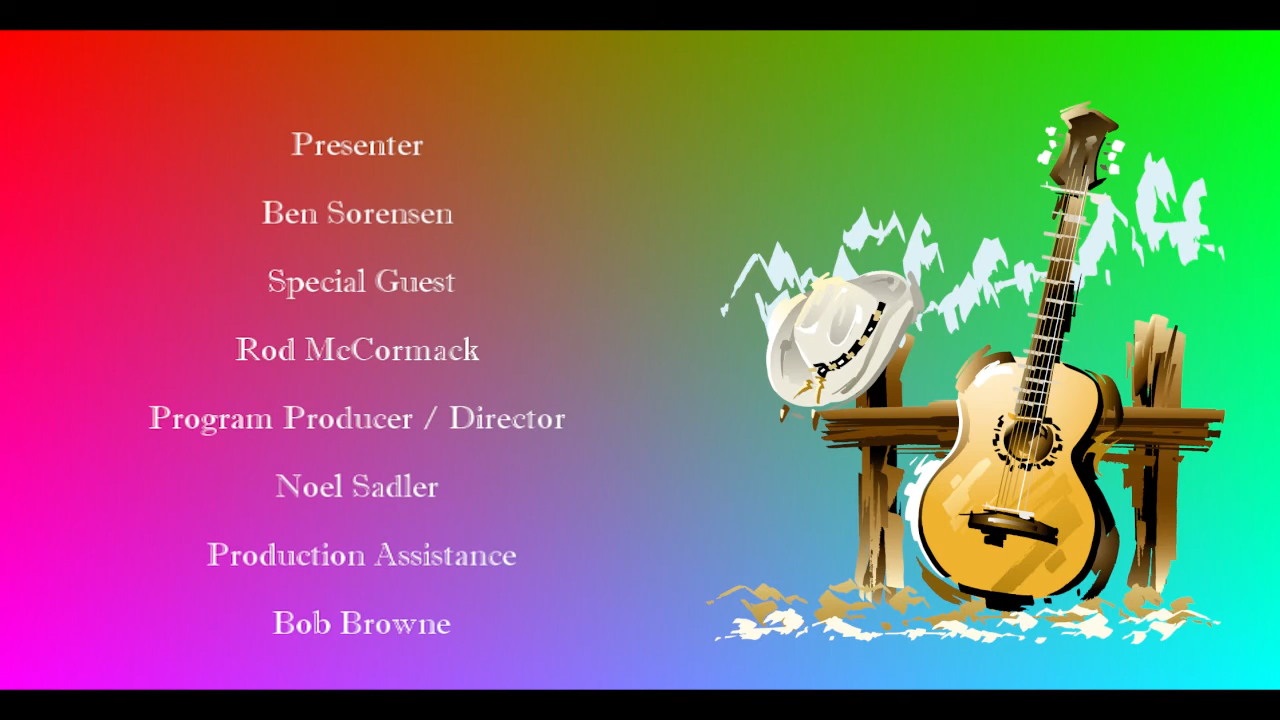 Presenter
Ben Sorensen
Special Guest
Rod McCormack
Program Producer / Director
Noel Sadler
Production Assistance
Bob Browne